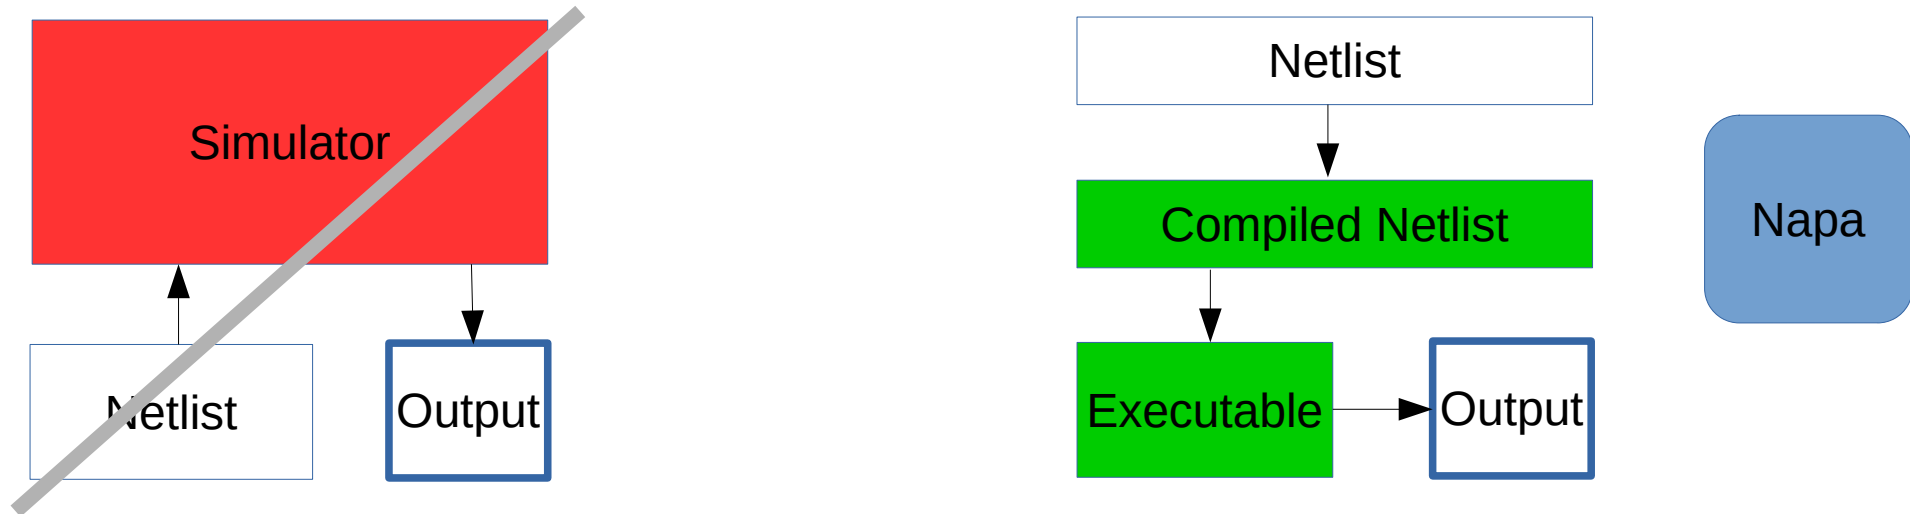 Simulator
Netlist
Output
Netlist
Compiled Netlist
Executable
Output
Napa